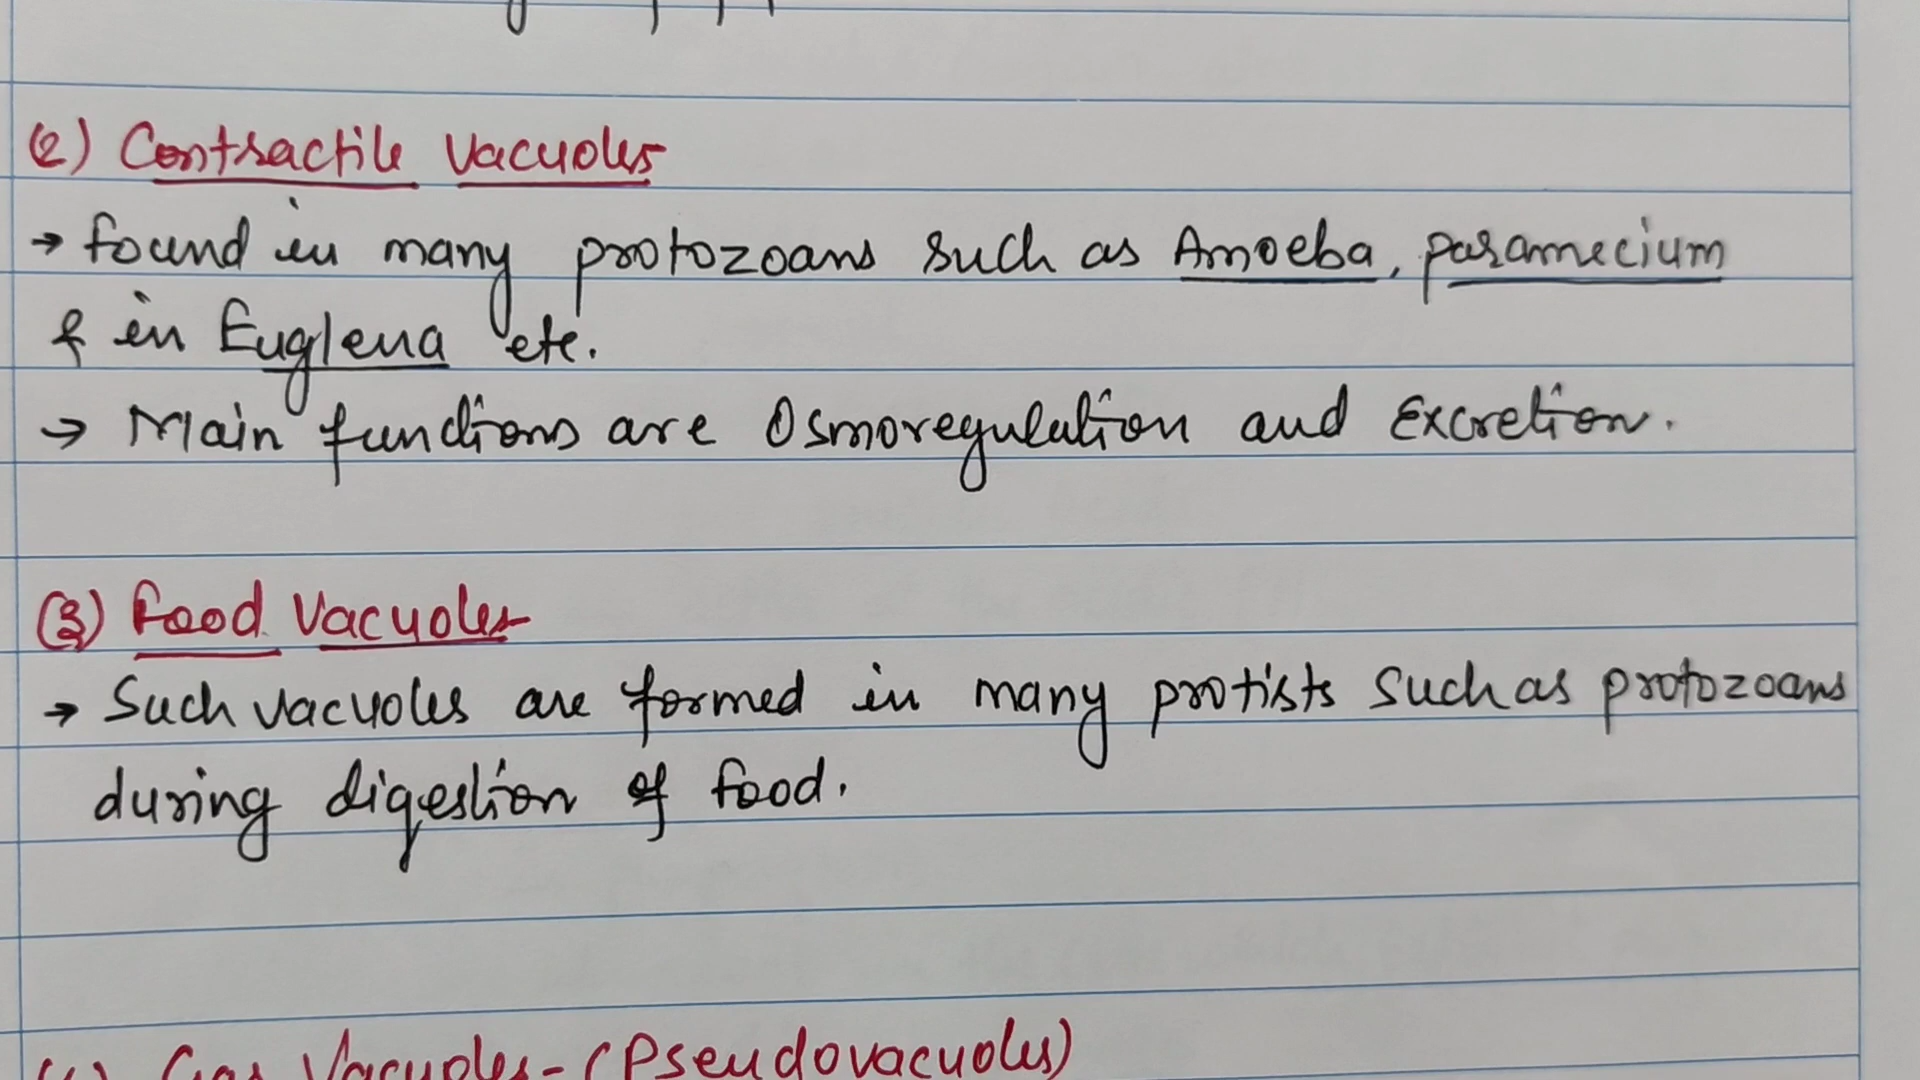 (2) Contractile Vacuoles
→ found in many protozoans such as Amoeba, paramecium
& in Euglena etc.
→ Main functions are Osmoregulation and Excretion.
(3) Food Vacuoles
→ Such vacuoles are formed in many protists such as protozoans
during digestion of food.
(4) Gas Vacuoles - (Pseudovacuoles)